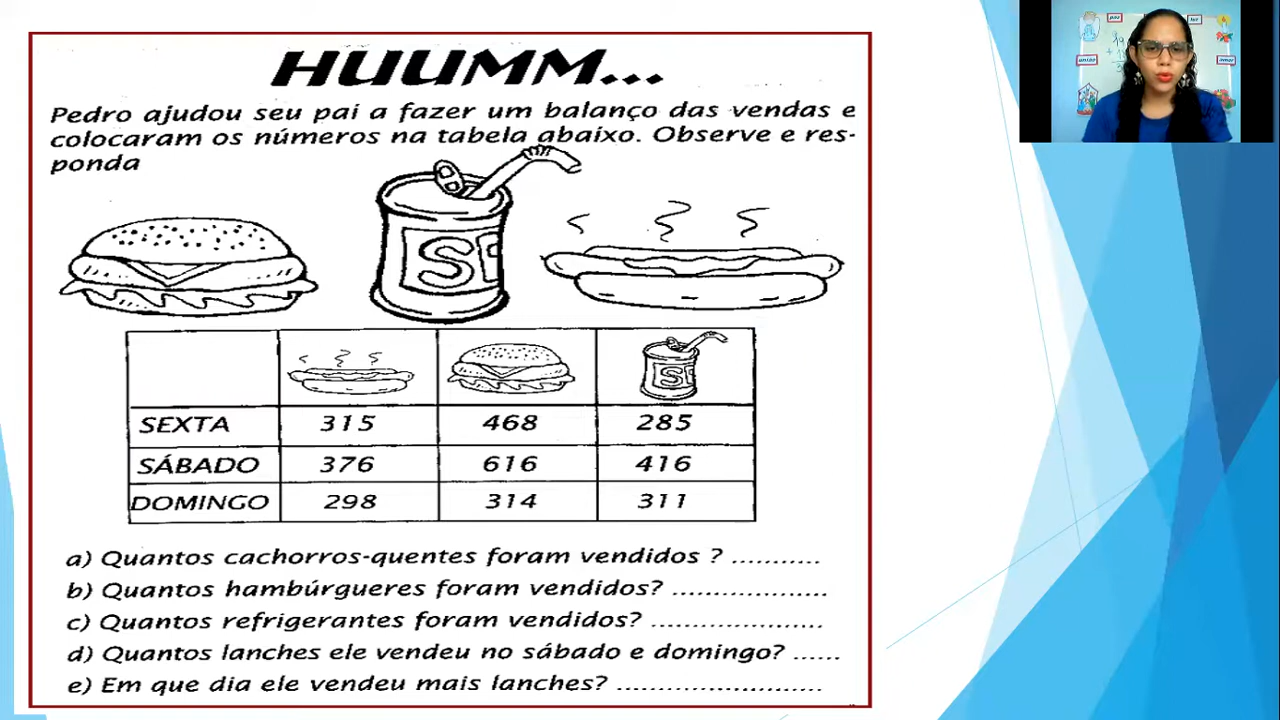 HUUMM...
Pedro ajudou seu pai a fazer um balanço das vendas e
colocaram os números na tabela abaixo. Observe e res-
ponda
SEXTA 315 468 285
SÁBADO 376 616 416
DOMINGO 298 314 311
a) Quantos cachorros-quentes foram vendidos ? ...........
b) Quantos hambúrgueres foram vendidos? ...................
c) Quantos refrigerantes foram vendidos? .....................
d) Quantos lanches ele vendeu no sábado e domingo? ......
e) Em que dia ele vendeu mais lanches? .........................
paz
união
amor